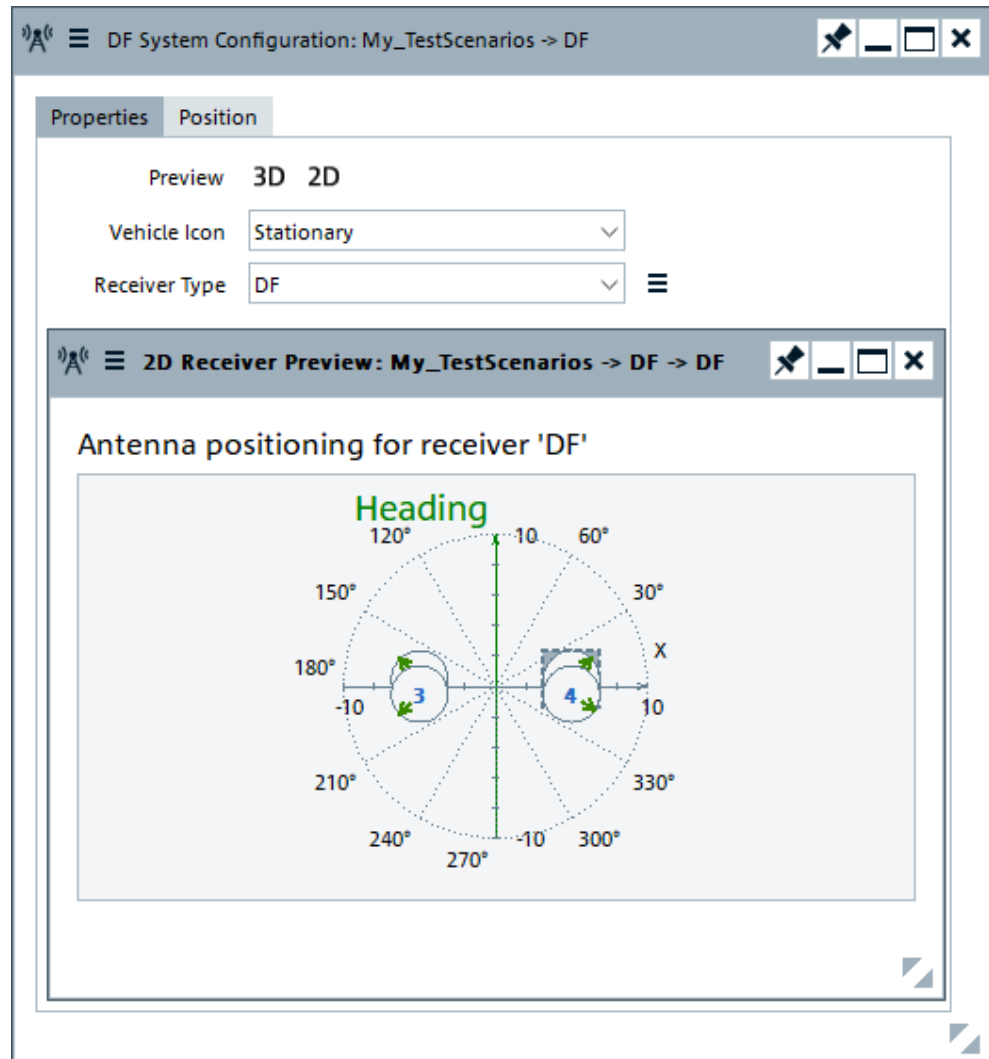 DF System Configuration: My_TestScenarios -> DF
Properties Position
Preview 3D 2D
Vehicle Icon Stationary
Receiver Type DF
2D Receiver Preview: My_TestScenarios -> DF -> DF
Antenna positioning for receiver 'DF'
Heading
120° 10 60°
150° 30°
180° X
3 4
-10 10
210° 330°
240° -10 300°
270°